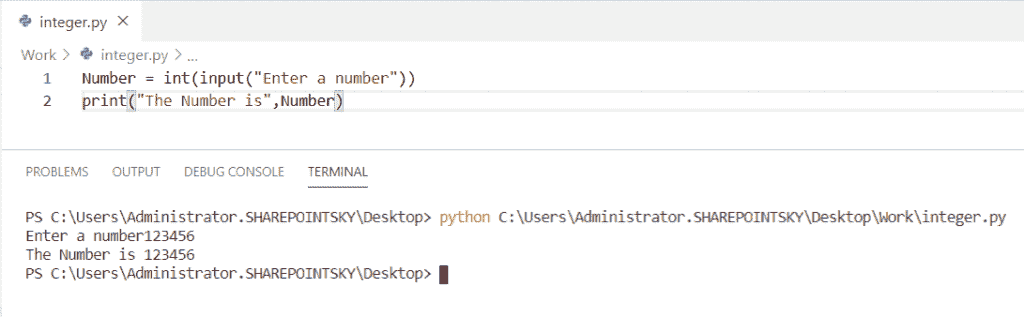 integer.py ×
Work > integer.py > ...
1 Number = int(input("Enter a number"))
2 print("The Number is",Number)
PROBLEMS OUTPUT DEBUG CONSOLE TERMINAL
PS C:\Users\Administrator.SHAREPOINTSKY\Desktop> python C:\Users\Administrator.SHAREPOINTSKY\Desktop\Work\integer.py
Enter a number123456
The Number is 123456
PS C:\Users\Administrator.SHAREPOINTSKY\Desktop>